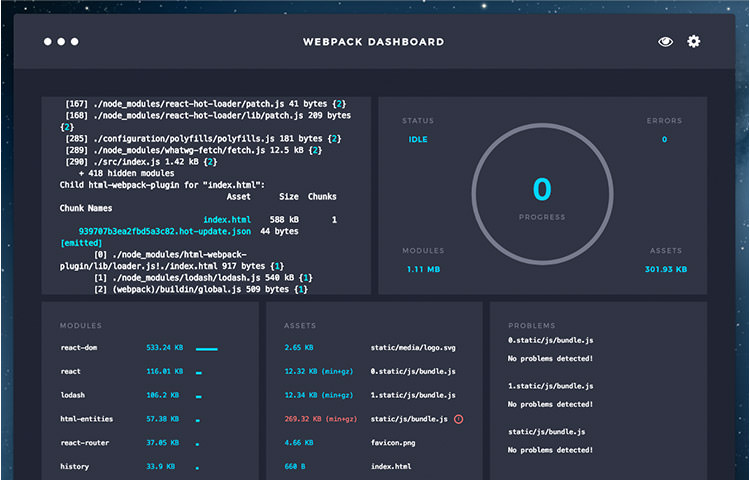 WEBPACK DASHBOARD
[167] ./node_modules/react-hot-loader/patch.js 41 bytes {2}
[168] ./node_modules/react-hot-loader/lib/patch.js 209 bytes
{2}
[285] ./configuration/polyfills/polyfills.js 181 bytes {2}
[289] ./node_modules/whatwg-fetch/fetch.js 12.5 kB {2}
[290] ./src/index.js 1.42 kB {2}
+ 418 hidden modules
Child html-webpack-plugin for "index.html":
Asset Size Chunks
Chunk Names
index.html 588 kB 1
939707b3ea2fbd5a3c82.hot-update.json 44 bytes
[emitted]
[0] ./node_modules/html-webpack-
plugin/lib/loader.js!./index.html 917 bytes {1}
[1] ./node_modules/lodash/lodash.js 540 kB {1}
[2] (webpack)/buildin/global.js 509 bytes {1}
STATUS
IDLE
ERRORS
0
0
PROGRESS
MODULES
1.11 MB
ASSETS
301.93 KB
MODULES
react-dom 533.24 KB
react 116.01 KB
lodash 106.2 KB
html-entities 57.38 KB
react-router 37.05 KB
history 33.9 KB
ASSETS
2.65 KB static/media/logo.svg
12.32 KB (min+gz) 0.static/js/bundle.js
12.34 KB (min+gz) 1.static/js/bundle.js
269.32 KB (min+gz) static/js/bundle.js
4.66 KB favicon.png
660 B index.html
PROBLEMS
0.static/js/bundle.js
No problems detected!
1.static/js/bundle.js
No problems detected!
static/js/bundle.js
No problems detected!